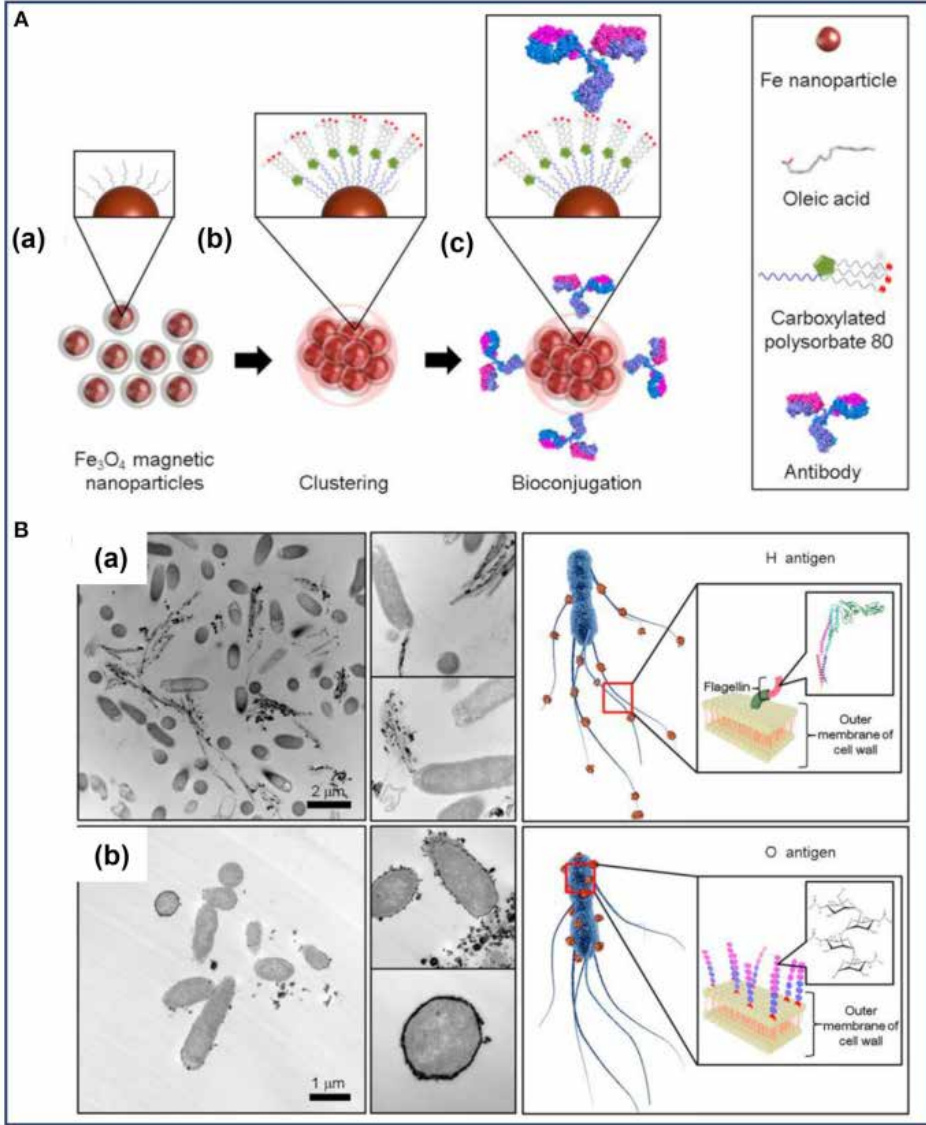 A
(a)
(b)
(c)
Fe₃O₄ magnetic
nanoparticles
Clustering
Bioconjugation
Fe nanoparticle
Oleic acid
Carboxylated
polysorbate 80
Antibody
B
(a)
2 µm
H antigen
Flagellin
Outer
membrane of
cell wall
(b)
1 µm
O antigen
Outer
membrane of
cell wall